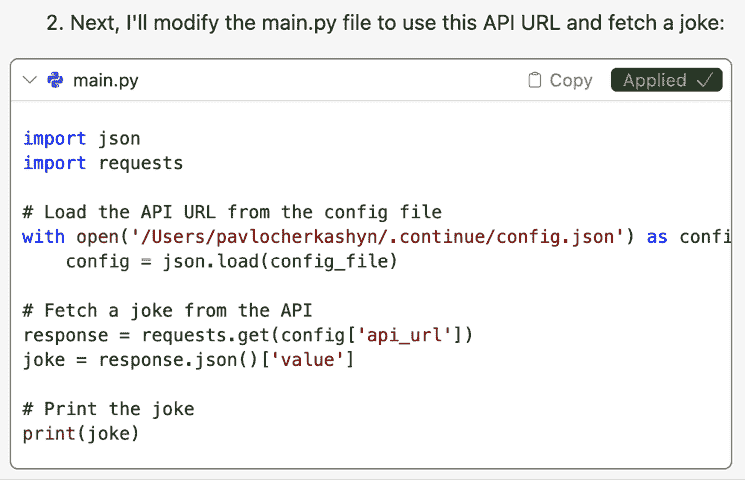 2. Next, I'll modify the main.py file to use this API URL and fetch a joke:
main.py Copy Applied
import json
import requests
# Load the API URL from the config file
with open('/Users/pavlocherkashyn/.continue/config.json') as confi
config = json.load(config_file)
# Fetch a joke from the API
response = requests.get(config['api_url'])
joke = response.json()['value']
# Print the joke
print(joke)